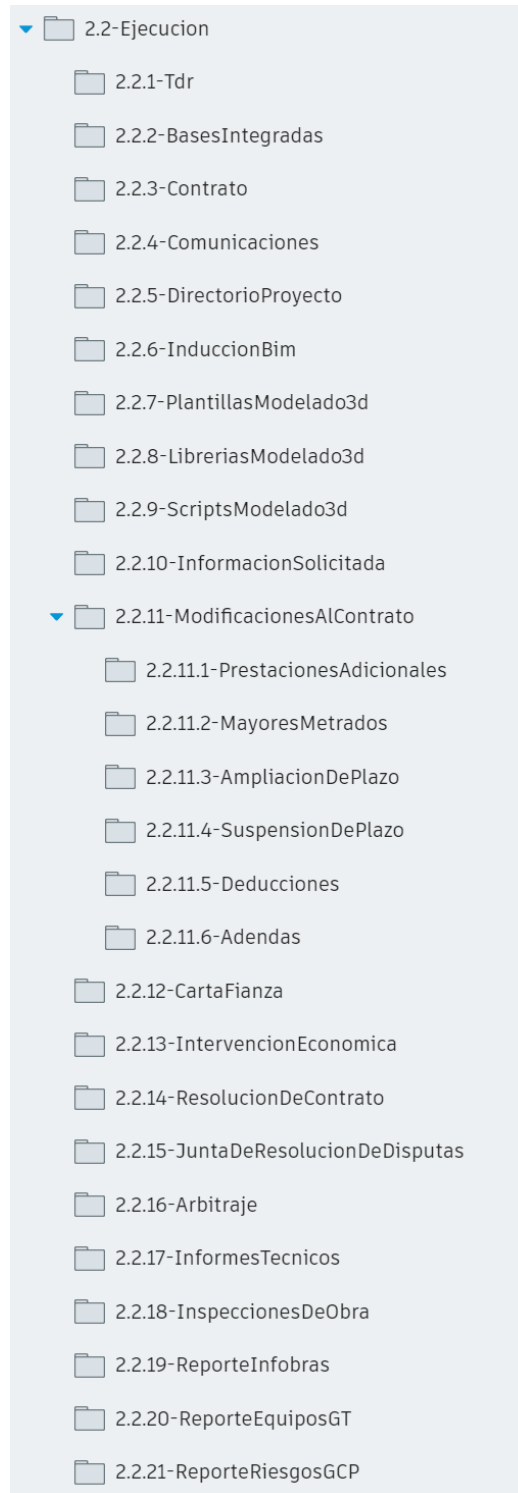 2.2-Ejecucion
2.2.1-Tdr
2.2.2-BasesIntegradas
2.2.3-Contrato
2.2.4-Comunicaciones
2.2.5-DirectorioProyecto
2.2.6-InduccionBim
2.2.7-PlantillasModelado3d
2.2.8-LibreriasModelado3d
2.2.9-ScriptsModelado3d
2.2.10-InformacionSolicitada
2.2.11-ModificacionesAlContrato
2.2.11.1-PrestacionesAdicionales
2.2.11.2-MayoresMetrados
2.2.11.3-AmpliacionDePlazo
2.2.11.4-SuspensionDePlazo
2.2.11.5-Deducciones
2.2.11.6-Adendas
2.2.12-CartaFianza
2.2.13-IntervencionEconomica
2.2.14-ResolucionDeContrato
2.2.15-JuntaDeResolucionDeDisputas
2.2.16-Arbitraje
2.2.17-InformesTecnicos
2.2.18-InspeccionesDeObra
2.2.19-ReporteInfobras
2.2.20-ReporteEquiposGT
2.2.21-ReporteRiesgosGCP